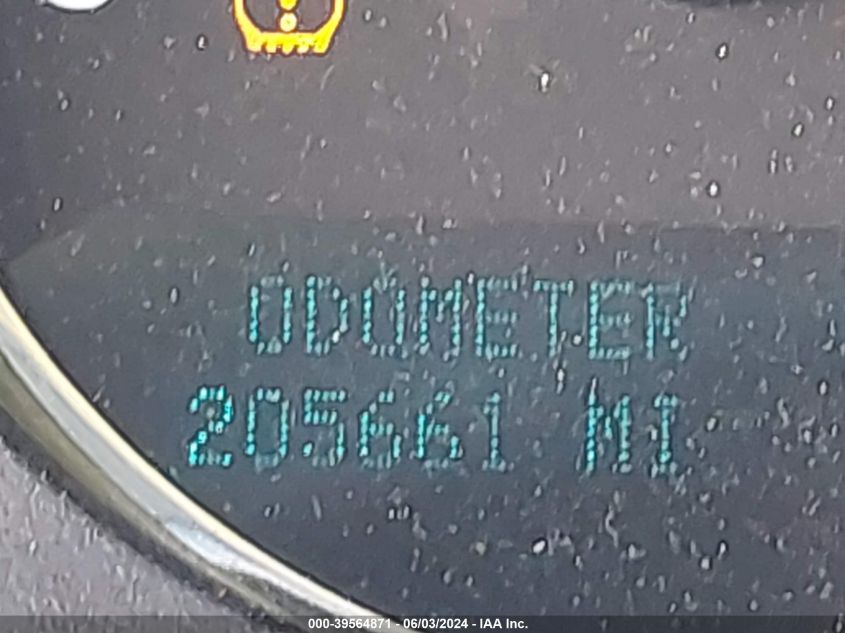 ODOMETER
205661 MI
000-39564871 - 06/03/2024 - IAA Inc.